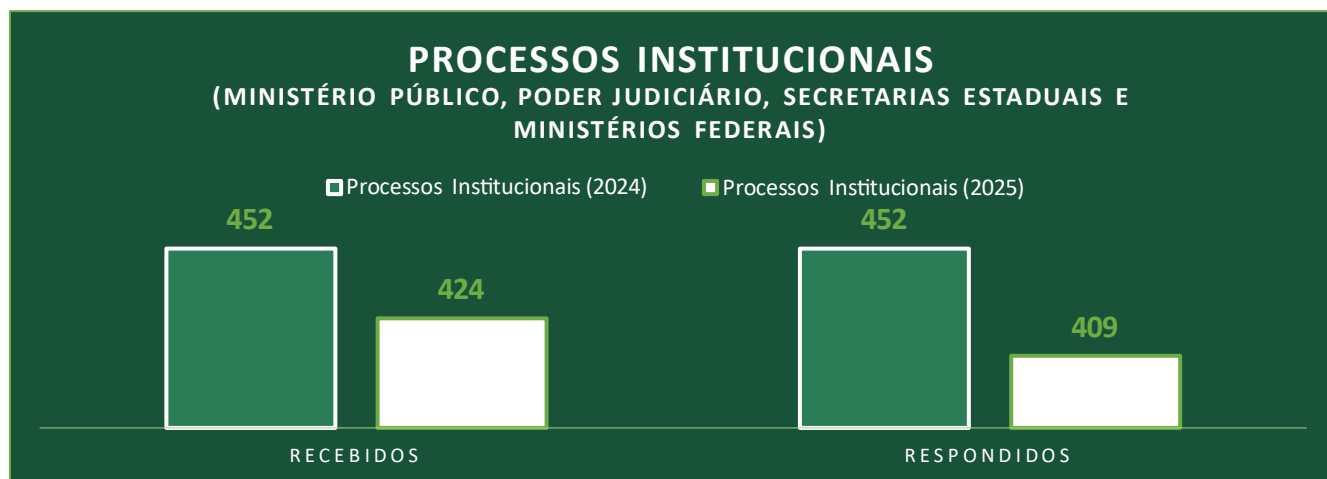 PROCESSOS INSTITUCIONAIS
(MINISTÉRIO PÚBLICO, PODER JUDICIÁRIO, SECRETARIAS ESTADUAIS E
MINISTÉRIOS FEDERAIS)
Processos Institucionais (2024) Processos Institucionais (2025)
452 452
424
409
RECEBIDOS RESPONDIDOS